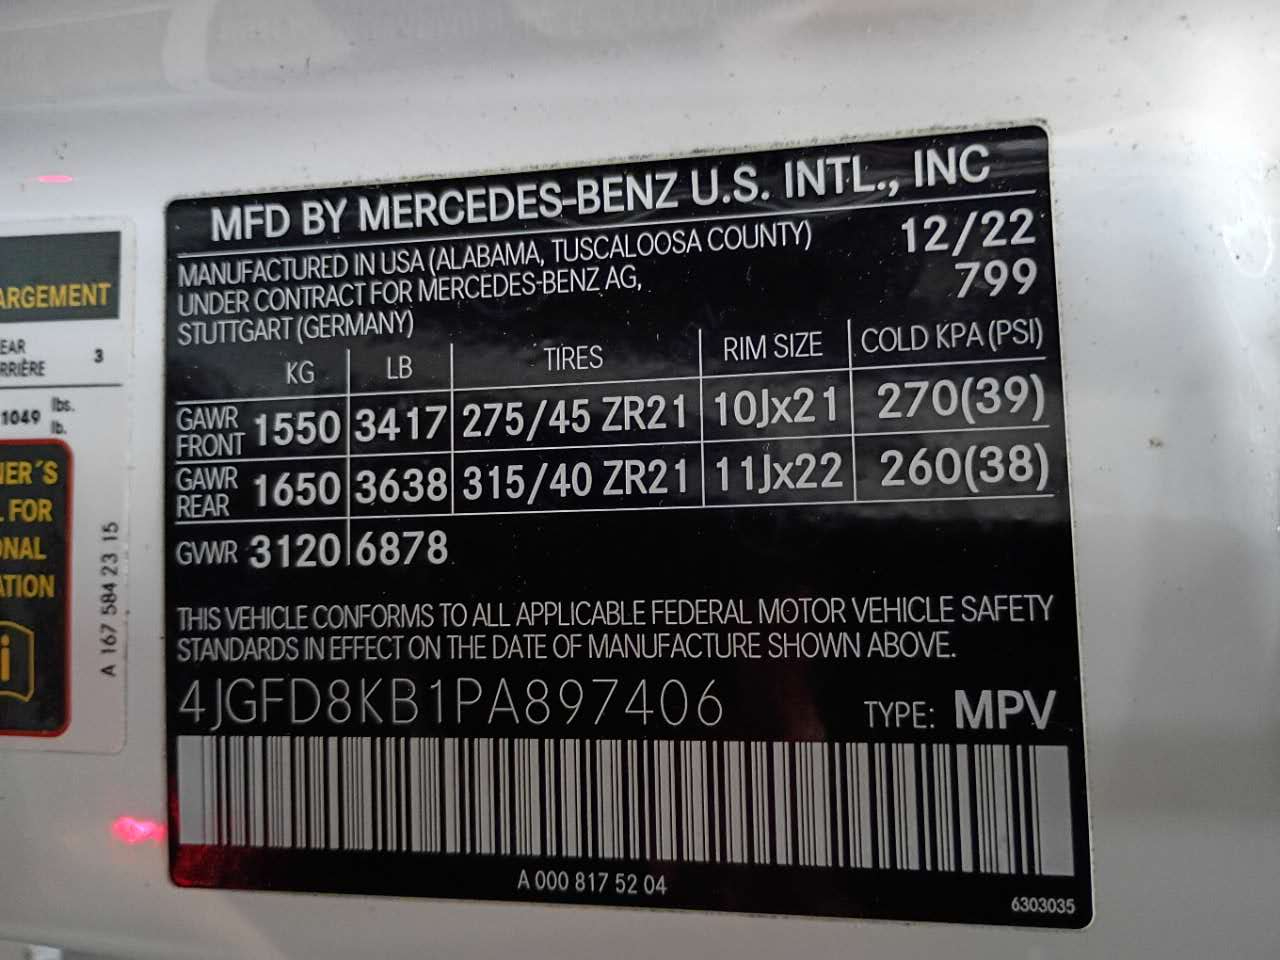 MFD BY MERCEDES-BENZ U.S. INTL., INC
MANUFACTURED IN USA (ALABAMA, TUSCALOOSA COUNTY) 12/22
UNDER CONTRACT FOR MERCEDES-BENZ AG, 799
STUTTGART (GERMANY)
KG LB TIRES RIM SIZE COLD KPA (PSI)
GAWR FRONT 1550 3417 275/45 ZR21 10Jx21 270(39)
GAWR REAR 1650 3638 315/40 ZR21 11Jx22 260(38)
GVWR 3120 6878
THIS VEHICLE CONFORMS TO ALL APPLICABLE FEDERAL MOTOR VEHICLE SAFETY
STANDARDS IN EFFECT ON THE DATE OF MANUFACTURE SHOWN ABOVE.
4JGFD8KB1PA897406 TYPE: MPV
A 000 817 52 04
6303035
ARGEMENT
EAR 3
RRIÈRE
1049 lbs.
lb.
NER´S
L FOR
ONAL
ATION
i
A 167 584 23 15